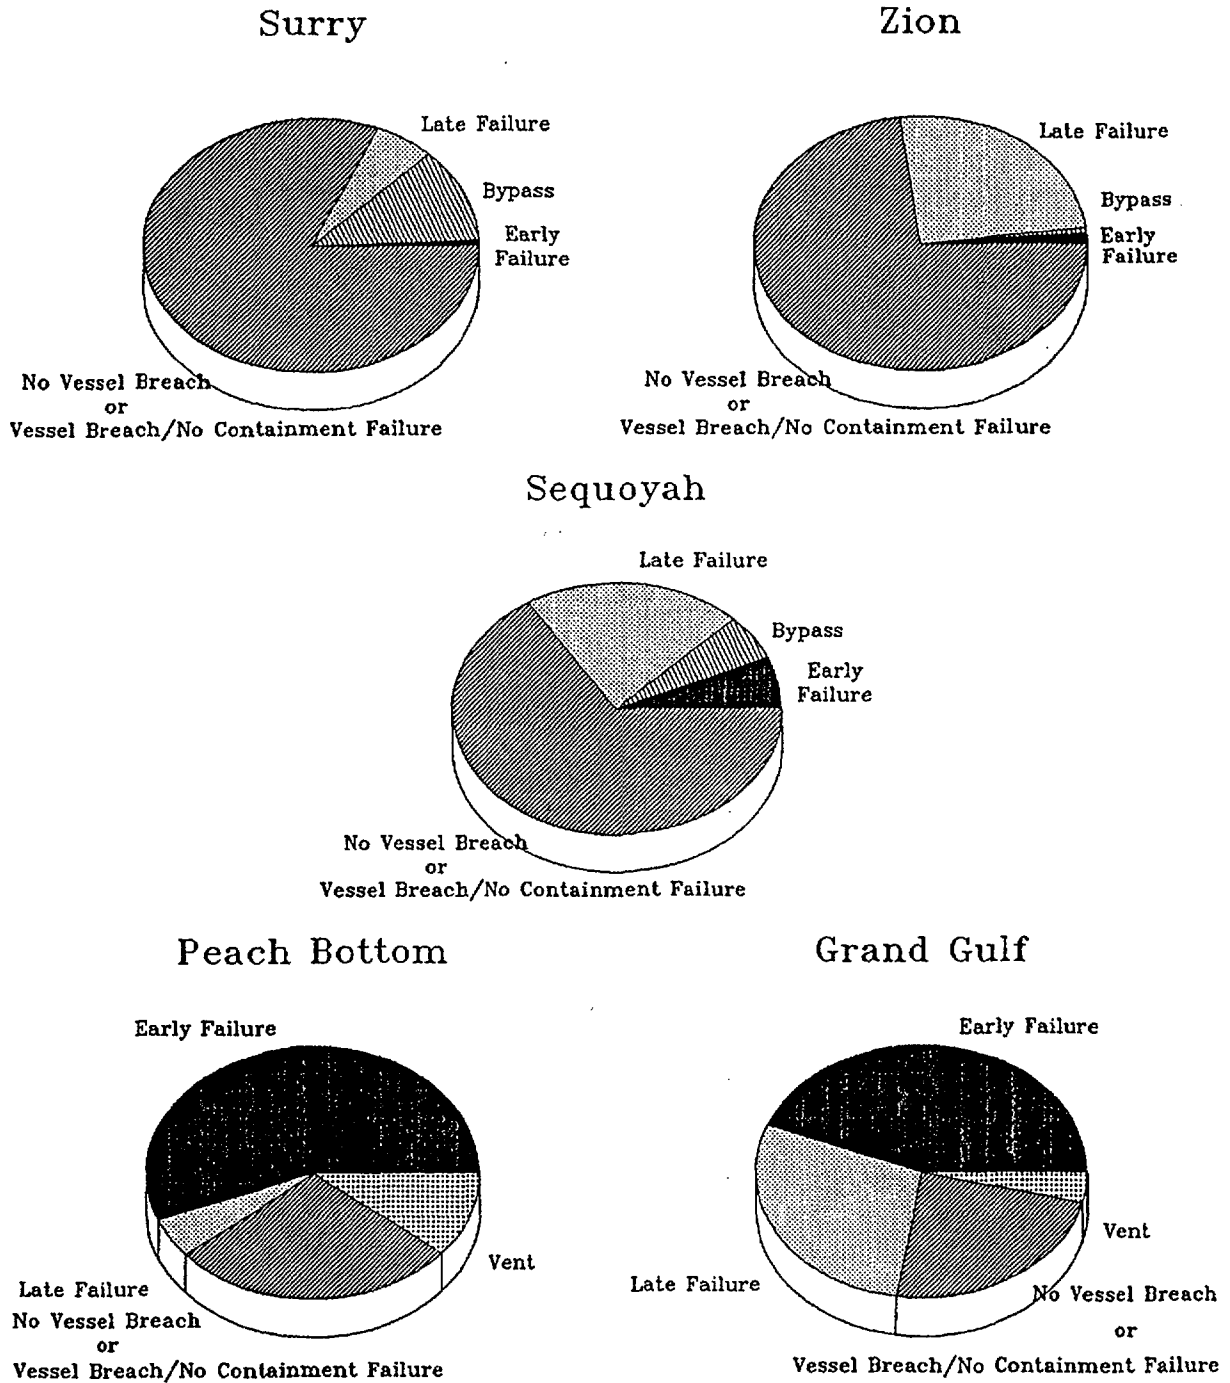 Surry
Late Failure
Bypass
Early
Failure
No Vessel Breach
or
Vessel Breach/No Containment Failure
Zion
Late Failure
Bypass
Early
Failure
No Vessel Breach
or
Vessel Breach/No Containment Failure
Sequoyah
Late Failure
Bypass
Early
Failure
No Vessel Breach
or
Vessel Breach/No Containment Failure
Peach Bottom
Early Failure
Vent
Late Failure
No Vessel Breach
or
Vessel Breach/No Containment Failure
Grand Gulf
Early Failure
Vent
Late Failure
No Vessel Breach
or
Vessel Breach/No Containment Failure